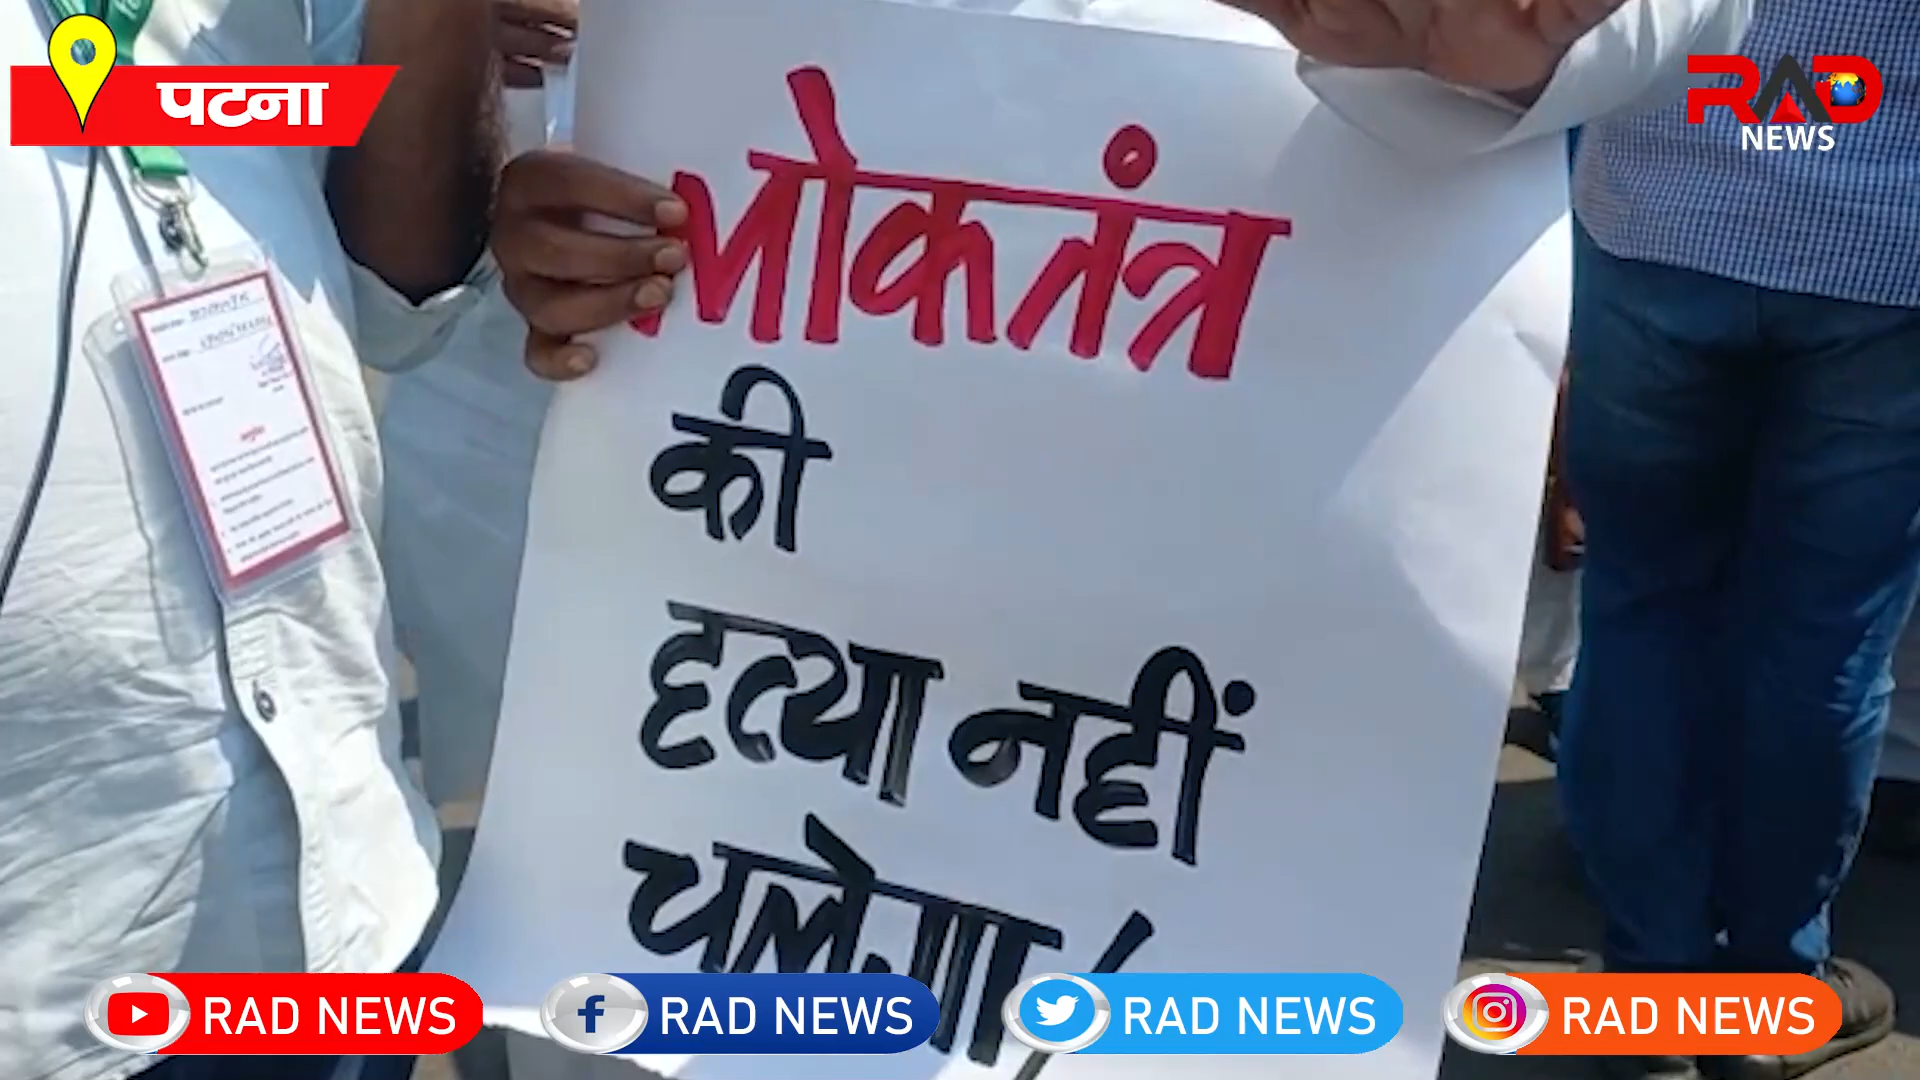 पटना
RAD
NEWS
लोकतंत्र
की
हत्या नहीं
चलेगा!
RAD NEWS
RAD NEWS
RAD NEWS
RAD NEWS